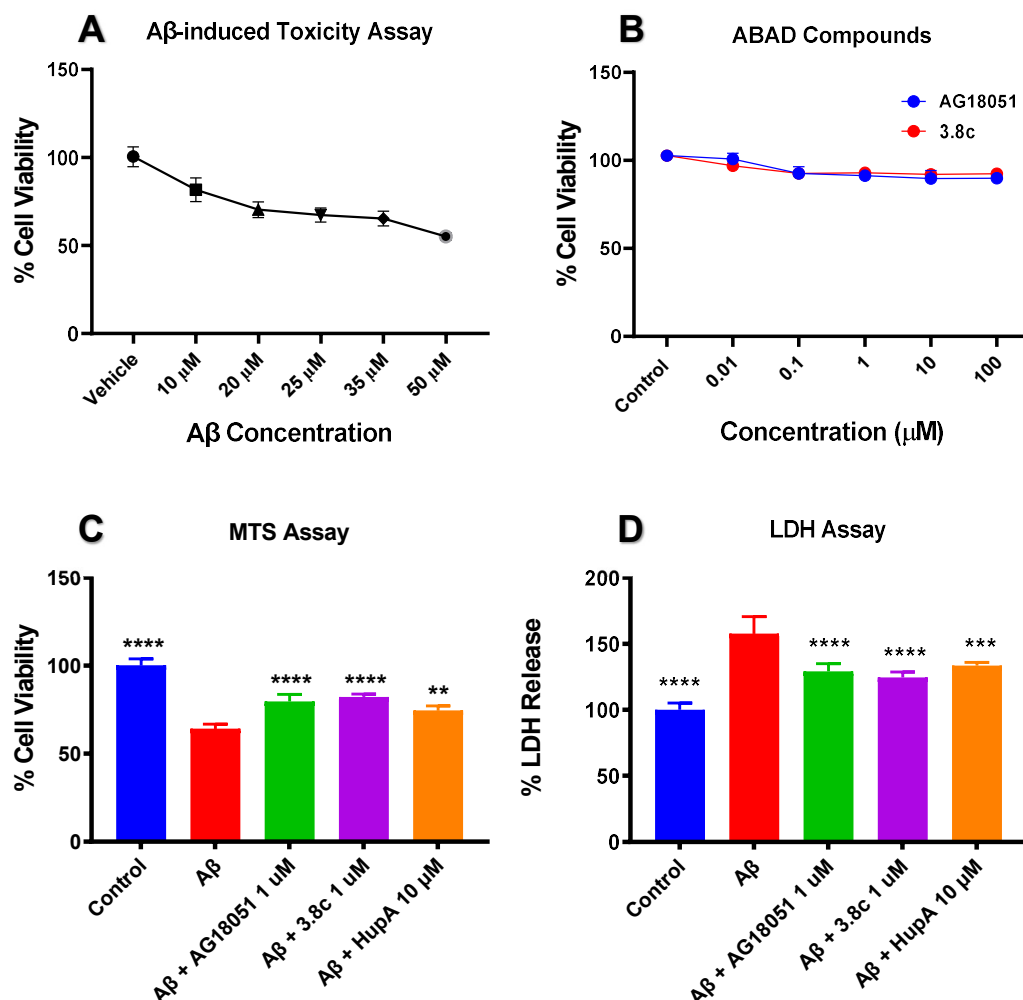 A
Aβ-induced Toxicity Assay
% Cell Viability
150
100
50
0
Vehicle
10 μM
20 μM
25 μM
35 μM
50 μM
Aβ Concentration
B
ABAD Compounds
% Cell Viability
150
100
50
0
AG18051
3.8c
Control
0.01
0.1
1
10
100
Concentration (μM)
C
MTS Assay
% Cell Viability
150
100
50
0
****
****
****
**
Control
Aβ
Aβ + AG18051 1 uM
Aβ + 3.8c 1 uM
Aβ + HupA 10 μM
D
LDH Assay
% LDH Release
200
150
100
50
0
****
****
****
***
Control
Aβ
Aβ + AG18051 1 uM
Aβ + 3.8c 1 uM
Aβ + HupA 10 μM